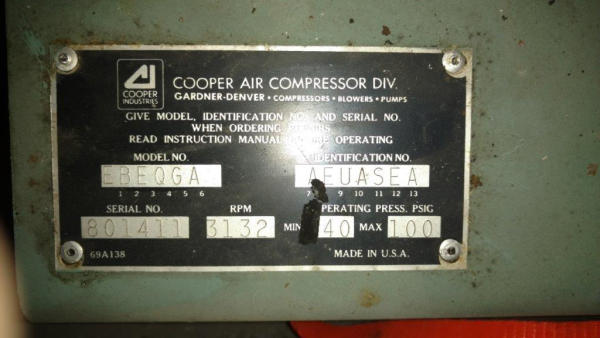 COOPER
INDUSTRIES
COOPER AIR COMPRESSOR DIV.
GARDNER-DENVER • COMPRESSORS • BLOWERS • PUMPS
GIVE MODEL, IDENTIFICATION NO. AND SERIAL NO.
WHEN ORDERING
READ INSTRUCTION MANUAL OPERATING
MODEL NO. IDENTIFICATION NO.
EBEQGA AEUASEA
1 2 3 4 5 6 9 10 11 12 13
SERIAL NO. RPM PERATING PRESS. PSIG
801411 3132 MIN 40 MAX 100
69A138 MADE IN U.S.A.